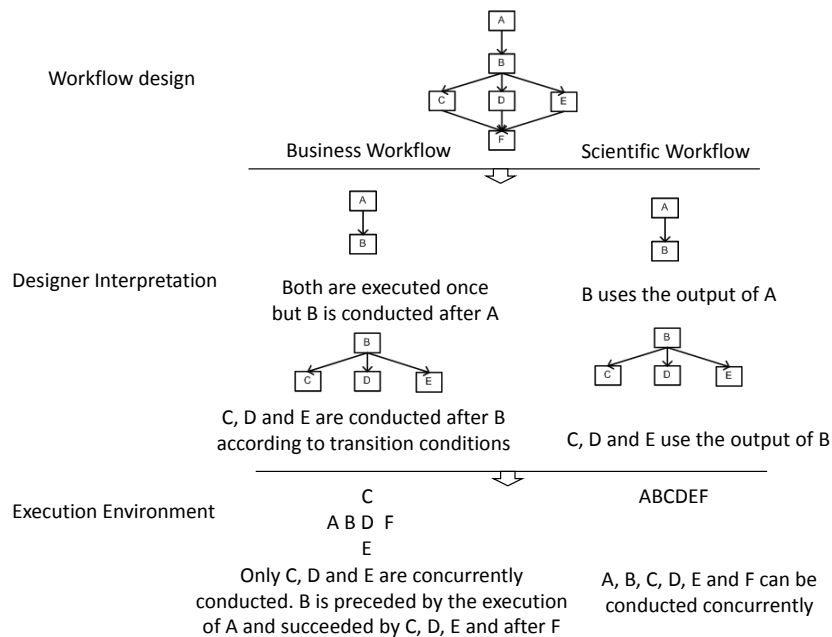 A
Workflow design
B
C
D
E
F
Business Workflow
Scientific Workflow
A
B
A
B
Designer Interpretation
Both are executed once
but B is conducted after A
B uses the output of A
B
C
D
E
B
C
D
E
C, D and E are conducted after B
according to transition conditions
C, D and E use the output of B
Execution Environment
C
A B D F
E
ABCDEF
Only C, D and E are concurrently
conducted. B is preceded by the execution
of A and succeeded by C, D, E and after F
A, B, C, D, E and F can be
conducted concurrently